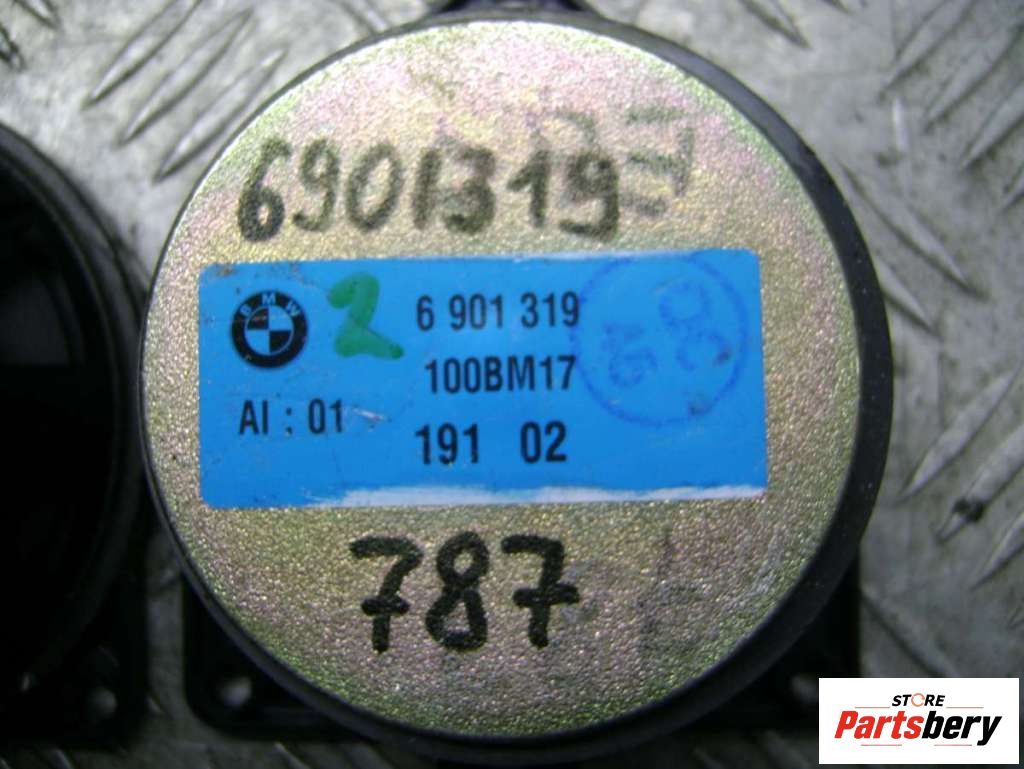 6901319
BMW
2 6 901 319
100BM17
AI : 01
191 02
787
STORE
Partsbery